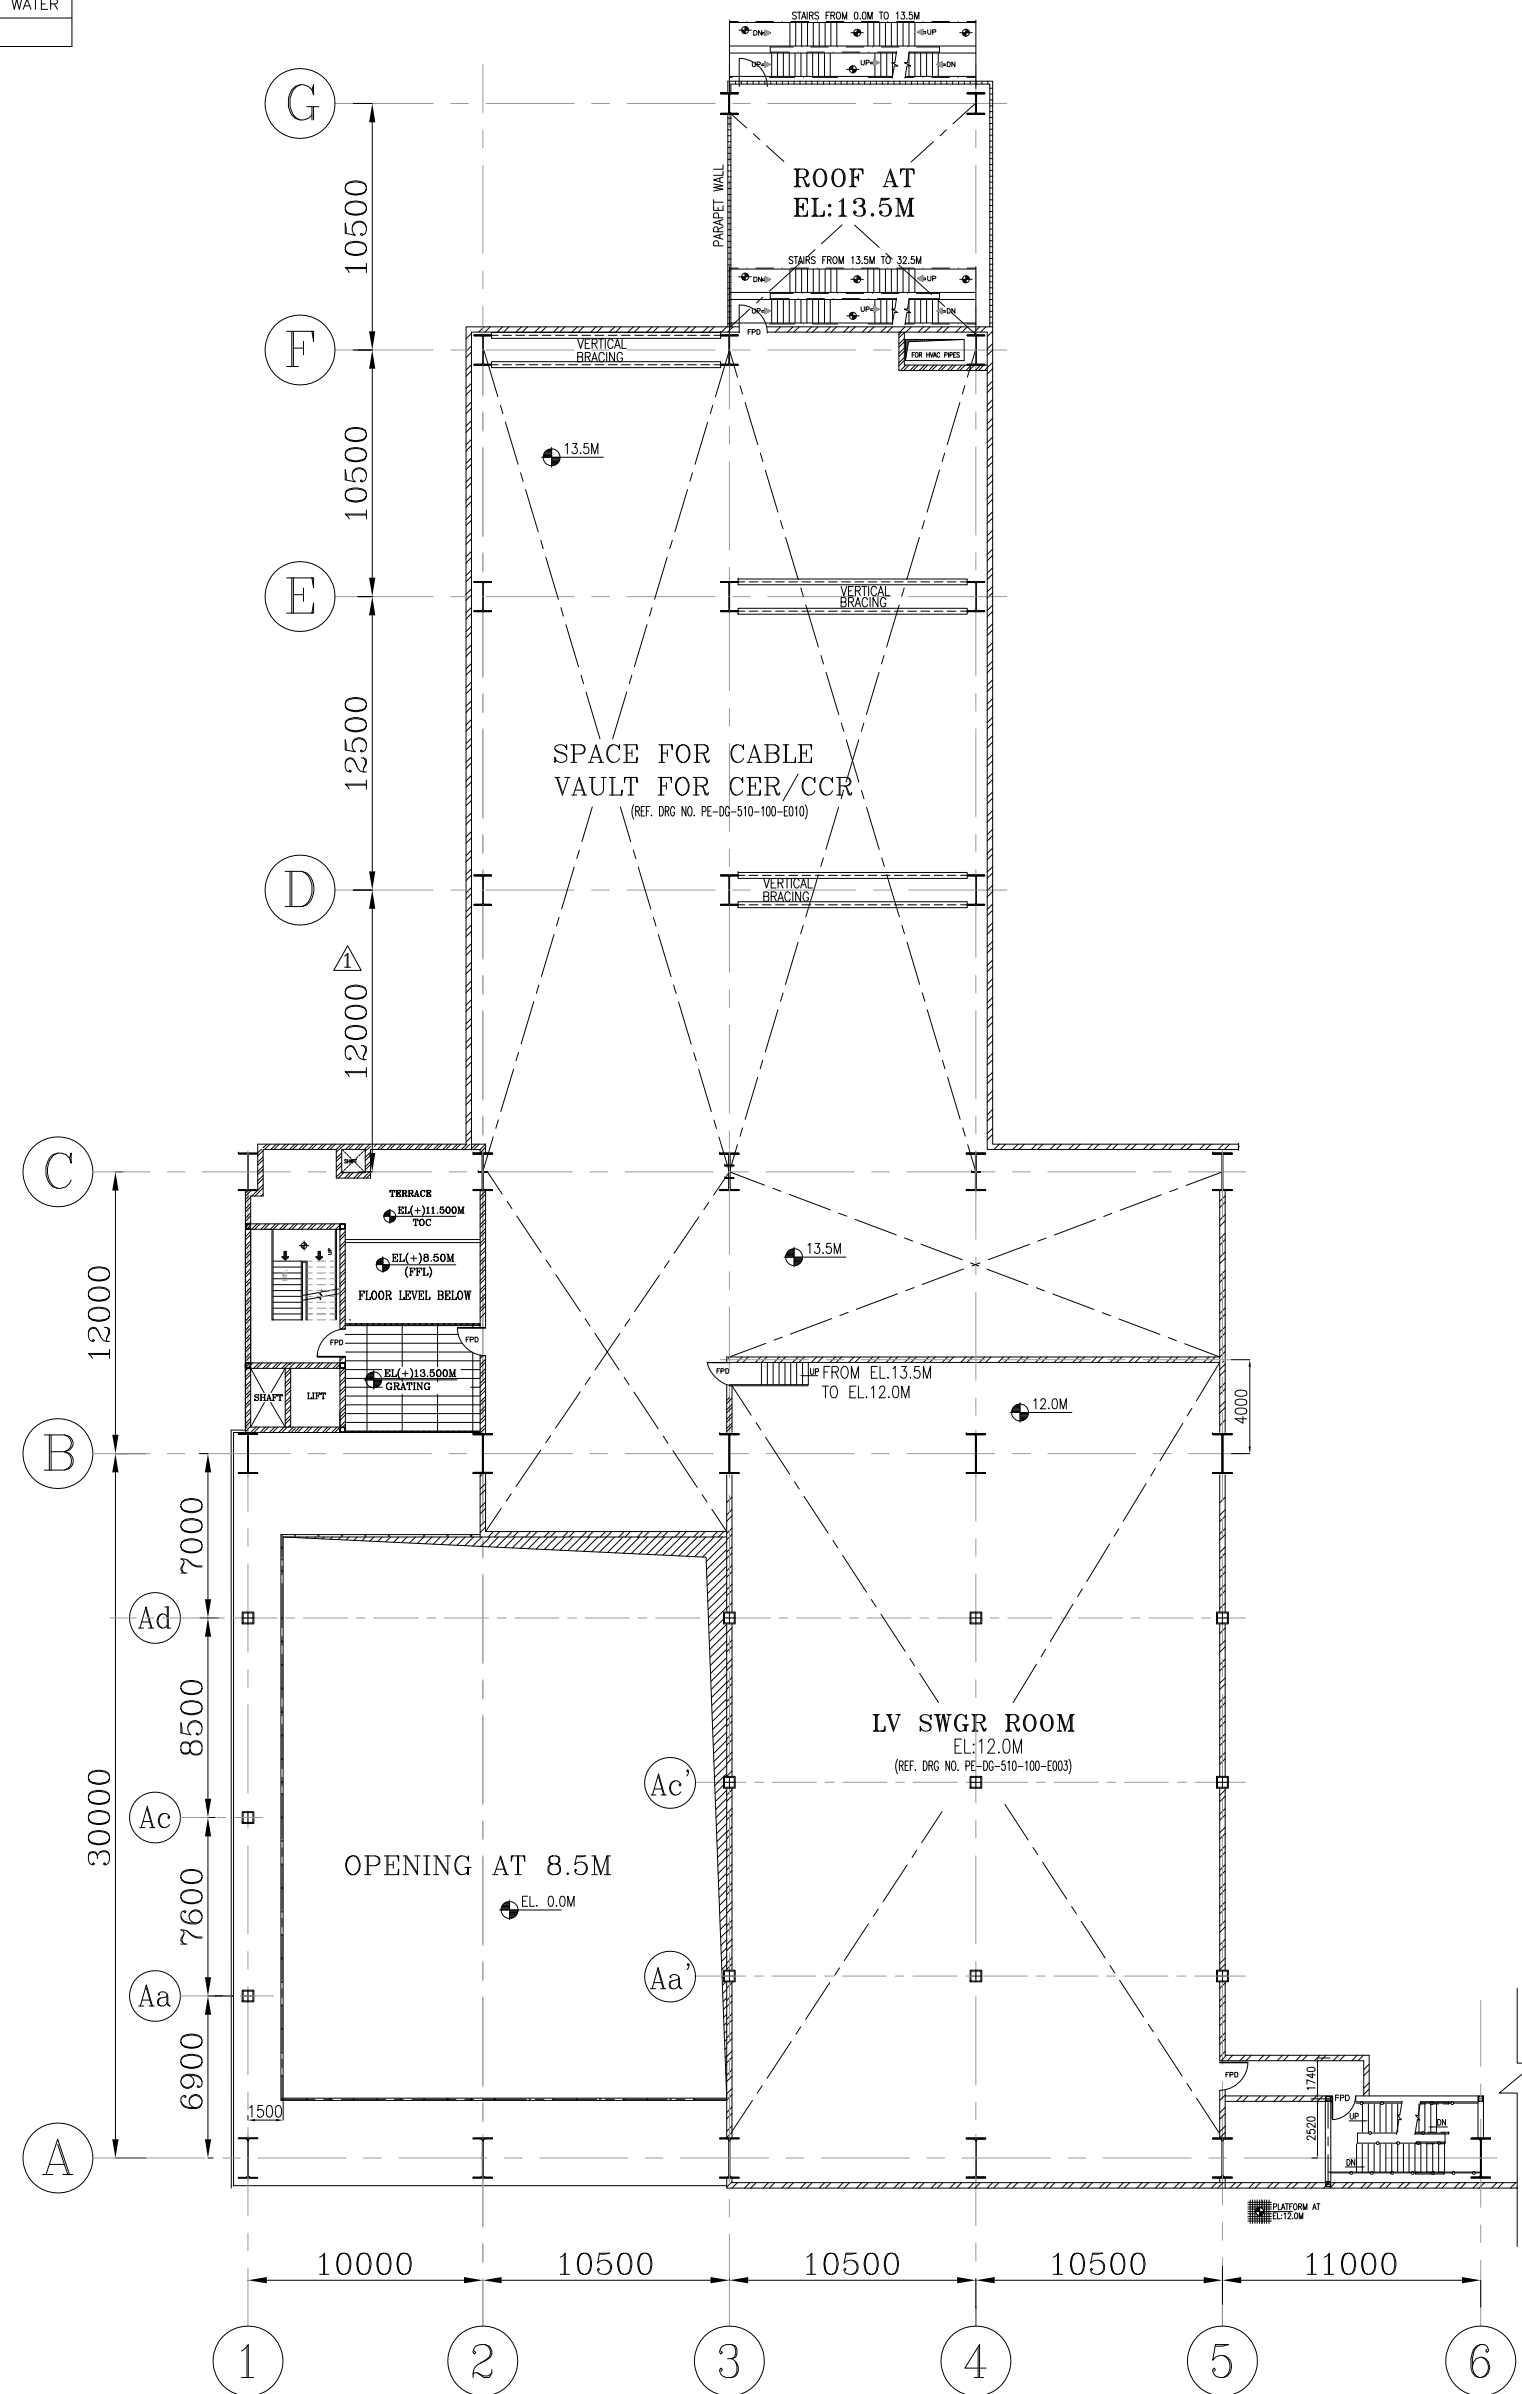 WATER
STAIRS FROM 0.0M TO 13.5M
DN
UP
UP
UP
DN
G
10500
PARAPET WALL
ROOF AT
EL:13.5M
STAIRS FROM 13.5M TO 32.5M
DN
UP
UP
UP
DN
FPD
F
VERTICAL
BRACING
FOR HVAC PIPES
10500
13.5M
E
VERTICAL
BRACING
12500
SPACE FOR CABLE
VAULT FOR CER/CCR
(REF. DRG NO. PE-DG-510-100-E010)
D
VERTICAL
BRACING
1
12000
C
SHAFT
TERRACE
EL(+)11.500M
TOC
UP
EL(+)8.50M
(FFL)
FLOOR LEVEL BELOW
13.5M
12000
FPD
FPD
EL(+)13.500M
GRATING
SHAFT
LIFT
FPD
UP
FROM EL.13.5M
TO EL.12.0M
12.0M
4000
B
7000
Ad
8500
30000
LV SWGR ROOM
EL:12.0M
(REF. DRG NO. PE-DG-510-100-E003)
Ac'
Ac
OPENING AT 8.5M
EL. 0.0M
7600
Aa'
Aa
6900
1500
FPD
1740
FPD
UP
DN
2520
DN
A
PLATFORM AT
EL:12.0M
10000
10500
10500
10500
11000
1
2
3
4
5
6